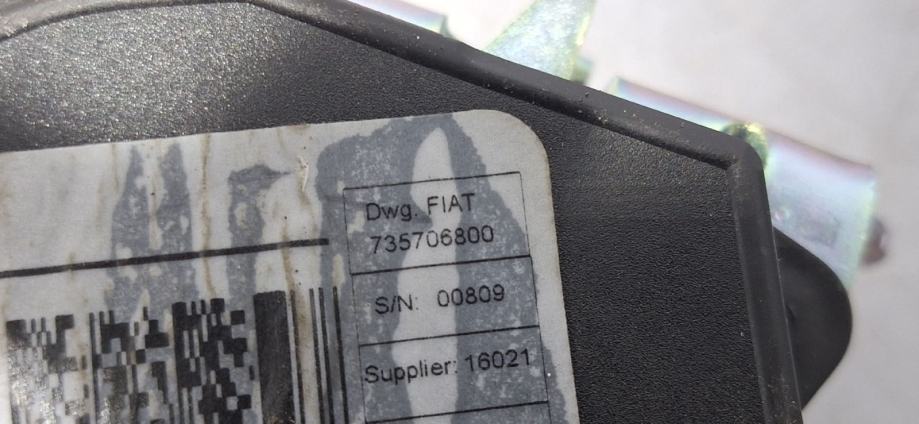 Dwg. FIAT
735706800
S/N: 00809
Supplier: 16021